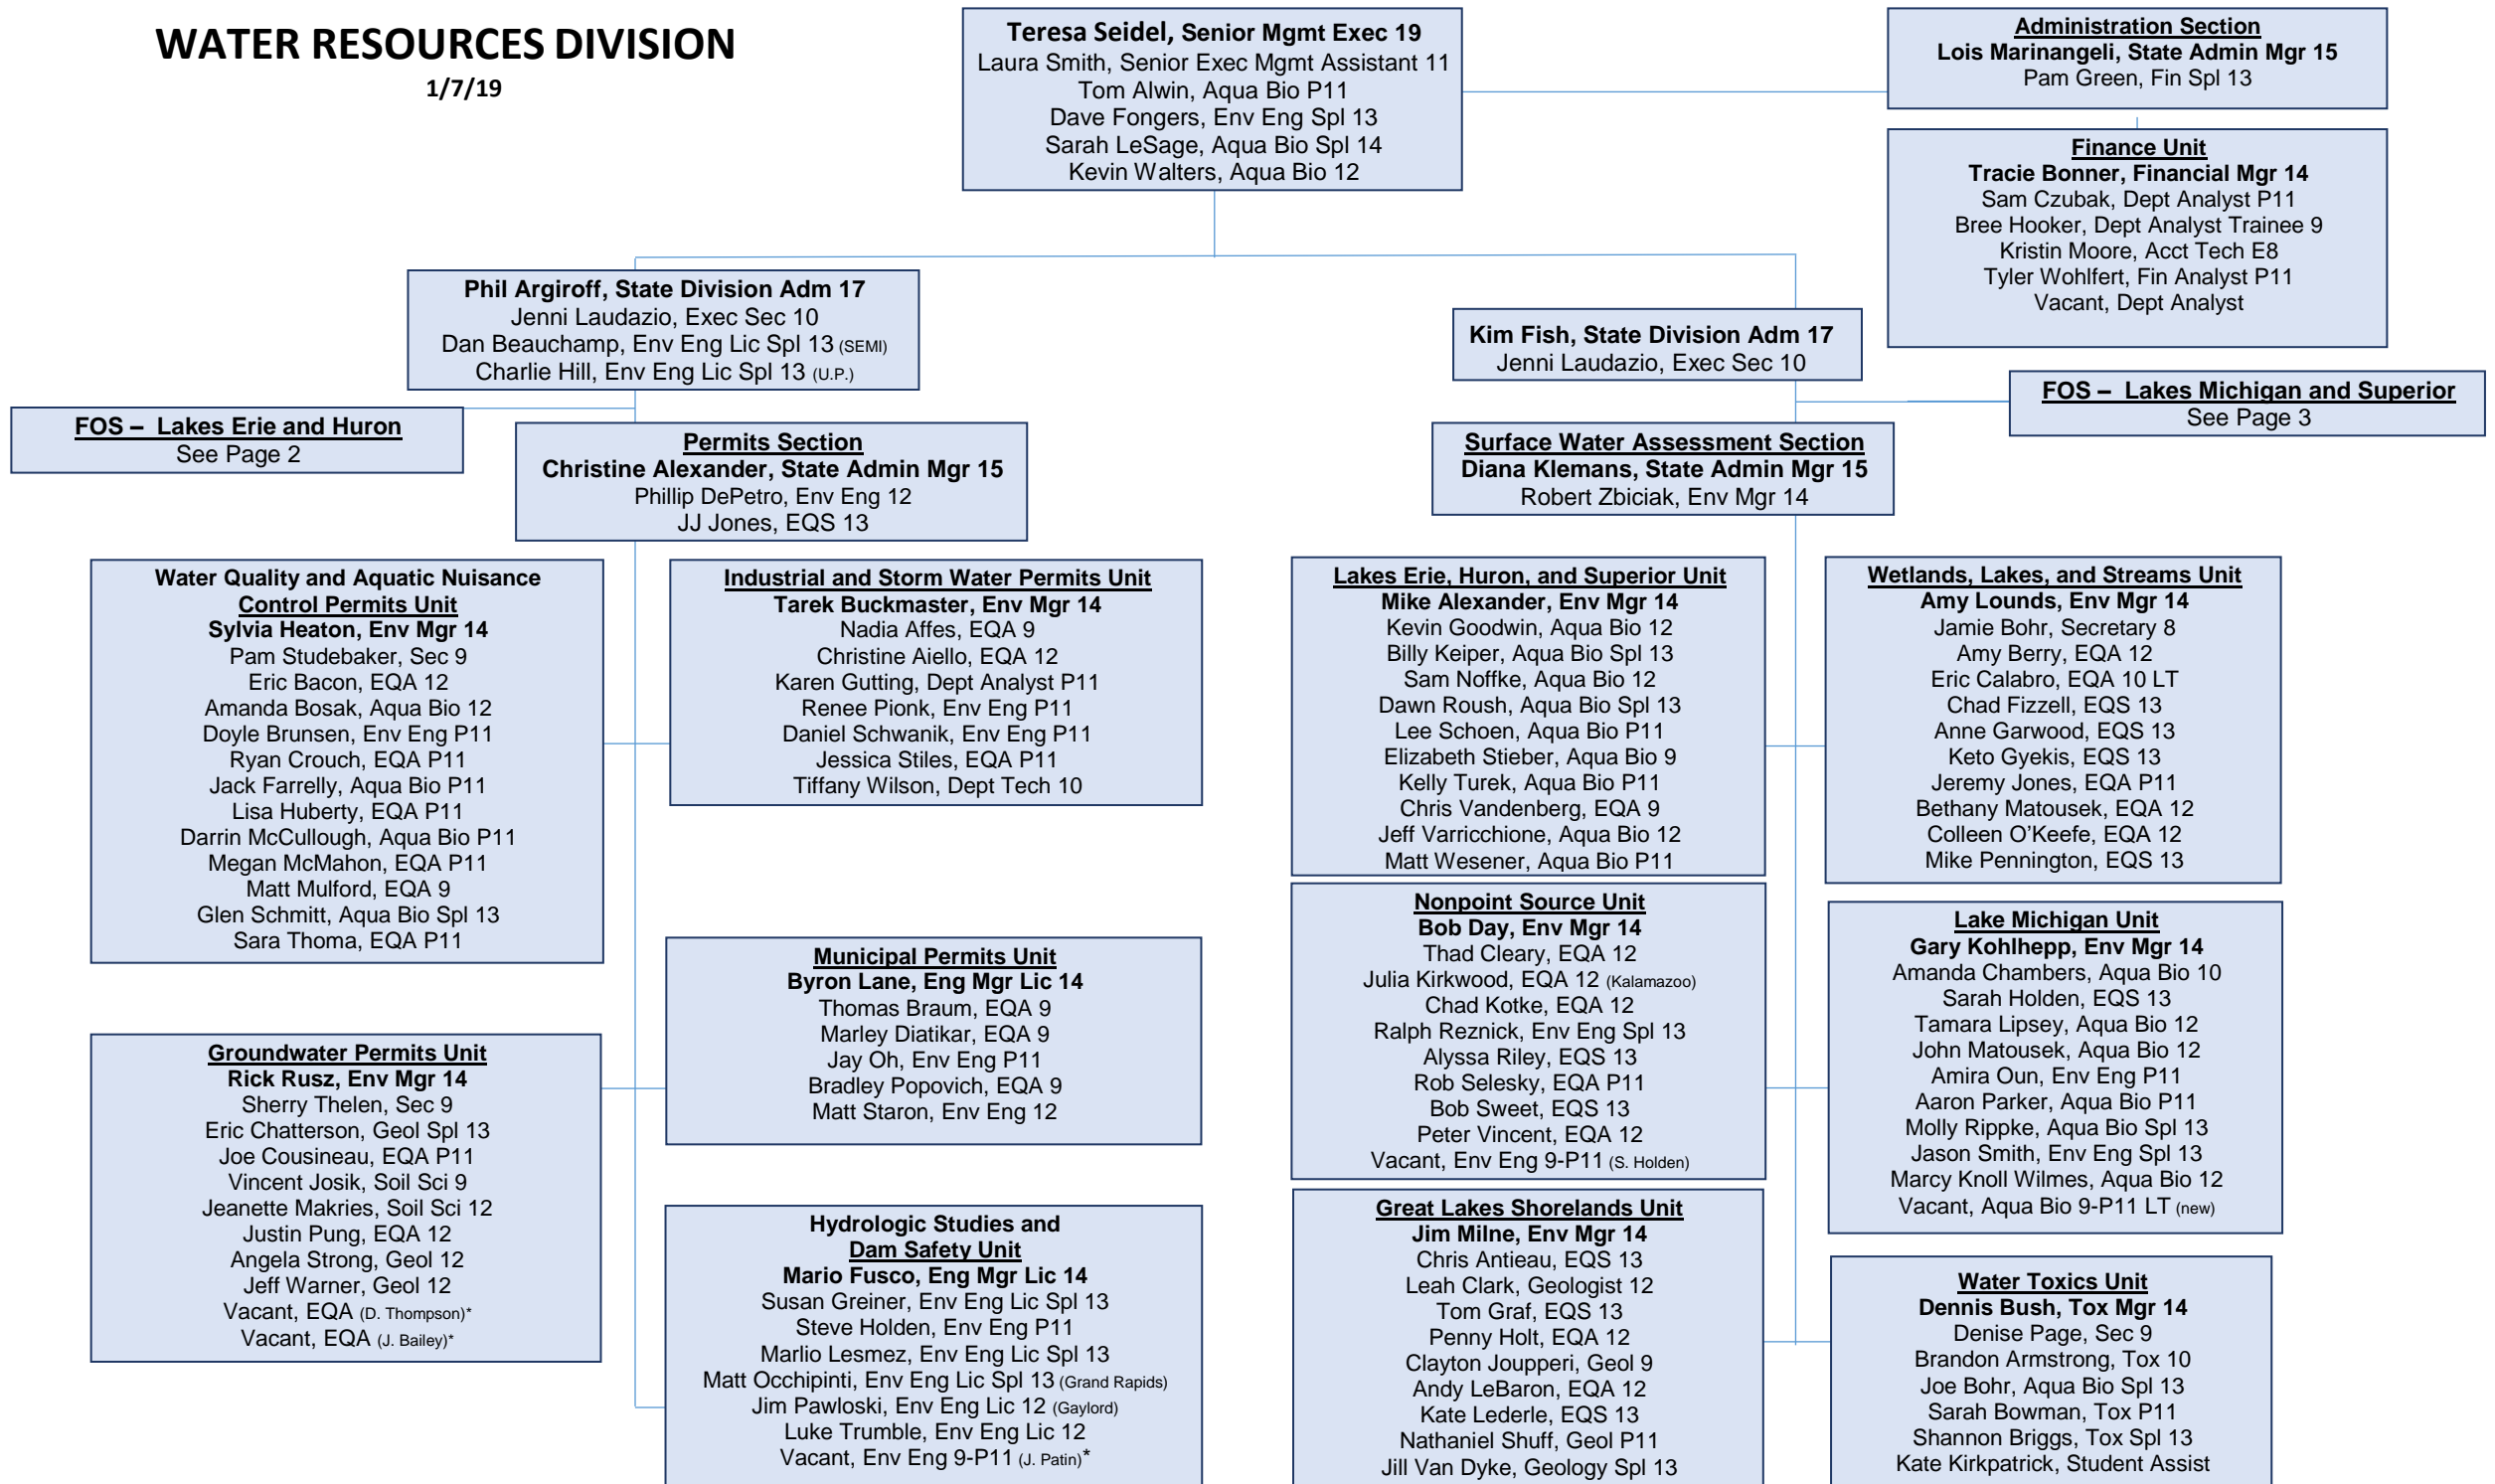 WATER RESOURCES DIVISION
1/7/19
Teresa Seidel, Senior Mgmt Exec 19
Laura Smith, Senior Exec Mgmt Assistant 11
Tom Alwin, Aqua Bio P11
Dave Fongers, Env Eng Spl 13
Sarah LeSage, Aqua Bio Spl 14
Kevin Walters, Aqua Bio 12
Administration Section
Lois Marinangeli, State Admin Mgr 15
Pam Green, Fin Spl 13
Finance Unit
Tracie Bonner, Financial Mgr 14
Sam Czubak, Dept Analyst P11
Bree Hooker, Dept Analyst Trainee 9
Kristin Moore, Acct Tech E8
Tyler Wohlfert, Fin Analyst P11
Vacant, Dept Analyst
Phil Argiroff, State Division Adm 17
Jenni Laudazio, Exec Sec 10
Dan Beauchamp, Env Eng Lic Spl 13 (SEMI)
Charlie Hill, Env Eng Lic Spl 13 (U.P.)
Kim Fish, State Division Adm 17
Jenni Laudazio, Exec Sec 10
FOS – Lakes Erie and Huron
See Page 2
FOS – Lakes Michigan and Superior
See Page 3
Permits Section
Christine Alexander, State Admin Mgr 15
Phillip DePetro, Env Eng 12
JJ Jones, EQS 13
Surface Water Assessment Section
Diana Klemans, State Admin Mgr 15
Robert Zbiciak, Env Mgr 14
Water Quality and Aquatic Nuisance
Control Permits Unit
Sylvia Heaton, Env Mgr 14
Pam Studebaker, Sec 9
Eric Bacon, EQA 12
Amanda Bosak, Aqua Bio 12
Doyle Brunsen, Env Eng P11
Ryan Crouch, EQA P11
Jack Farrelly, Aqua Bio P11
Lisa Huberty, EQA P11
Darrin McCullough, Aqua Bio P11
Megan McMahon, EQA P11
Matt Mulford, EQA 9
Glen Schmitt, Aqua Bio Spl 13
Sara Thoma, EQA P11
Industrial and Storm Water Permits Unit
Tarek Buckmaster, Env Mgr 14
Nadia Affes, EQA 9
Christine Aiello, EQA 12
Karen Gutting, Dept Analyst P11
Renee Pionk, Env Eng P11
Daniel Schwanik, Env Eng P11
Jessica Stiles, EQA P11
Tiffany Wilson, Dept Tech 10
Municipal Permits Unit
Byron Lane, Eng Mgr Lic 14
Thomas Braum, EQA 9
Marley Diatikar, EQA 9
Jay Oh, Env Eng P11
Bradley Popovich, EQA 9
Matt Staron, Env Eng 12
Groundwater Permits Unit
Rick Rusz, Env Mgr 14
Sherry Thelen, Sec 9
Eric Chatterson, Geol Spl 13
Joe Cousineau, EQA P11
Vincent Josik, Soil Sci 9
Jeanette Makries, Soil Sci 12
Justin Pung, EQA 12
Angela Strong, Geol 12
Jeff Warner, Geol 12
Vacant, EQA (D. Thompson)*
Vacant, EQA (J. Bailey)*
Hydrologic Studies and
Dam Safety Unit
Mario Fusco, Eng Mgr Lic 14
Susan Greiner, Env Eng Lic Spl 13
Steve Holden, Env Eng P11
Marlio Lesmez, Env Eng Lic Spl 13
Matt Occhipinti, Env Eng Lic Spl 13 (Grand Rapids)
Jim Pawloski, Env Eng Lic 12 (Gaylord)
Luke Trumble, Env Eng Lic 12
Vacant, Env Eng 9-P11 (J. Patin)*
Lakes Erie, Huron, and Superior Unit
Mike Alexander, Env Mgr 14
Kevin Goodwin, Aqua Bio 12
Billy Keiper, Aqua Bio Spl 13
Sam Noffke, Aqua Bio 12
Dawn Roush, Aqua Bio Spl 13
Lee Schoen, Aqua Bio P11
Elizabeth Stieber, Aqua Bio 9
Kelly Turek, Aqua Bio P11
Chris Vandenberg, EQA 9
Jeff Varricchione, Aqua Bio 12
Matt Wesener, Aqua Bio P11
Wetlands, Lakes, and Streams Unit
Amy Lounds, Env Mgr 14
Jamie Bohr, Secretary 8
Amy Berry, EQA 12
Eric Calabro, EQA 10 LT
Chad Fizzell, EQS 13
Anne Garwood, EQS 13
Keto Gyekis, EQS 13
Jeremy Jones, EQA P11
Bethany Matousek, EQA 12
Colleen O’Keefe, EQA 12
Mike Pennington, EQS 13
Nonpoint Source Unit
Bob Day, Env Mgr 14
Thad Cleary, EQA 12
Julia Kirkwood, EQA 12 (Kalamazoo)
Chad Kotke, EQA 12
Ralph Reznick, Env Eng Spl 13
Alyssa Riley, EQS 13
Rob Selesky, EQA P11
Bob Sweet, EQS 13
Peter Vincent, EQA 12
Vacant, Env Eng 9-P11 (S. Holden)
Lake Michigan Unit
Gary Kohlhepp, Env Mgr 14
Amanda Chambers, Aqua Bio 10
Sarah Holden, EQS 13
Tamara Lipsey, Aqua Bio 12
John Matousek, Aqua Bio 12
Amira Oun, Env Eng P11
Aaron Parker, Aqua Bio P11
Molly Rippke, Aqua Bio Spl 13
Jason Smith, Env Eng Spl 13
Marcy Knoll Wilmes, Aqua Bio 12
Vacant, Aqua Bio 9-P11 LT (new)
Great Lakes Shorelands Unit
Jim Milne, Env Mgr 14
Chris Antieau, EQS 13
Leah Clark, Geologist 12
Tom Graf, EQS 13
Penny Holt, EQA 12
Clayton Joupperi, Geol 9
Andy LeBaron, EQA 12
Kate Lederle, EQS 13
Nathaniel Shuff, Geol P11
Jill Van Dyke, Geology Spl 13
Water Toxics Unit
Dennis Bush, Tox Mgr 14
Denise Page, Sec 9
Brandon Armstrong, Tox 10
Joe Bohr, Aqua Bio Spl 13
Sarah Bowman, Tox P11
Shannon Briggs, Tox Spl 13
Kate Kirkpatrick, Student Assist